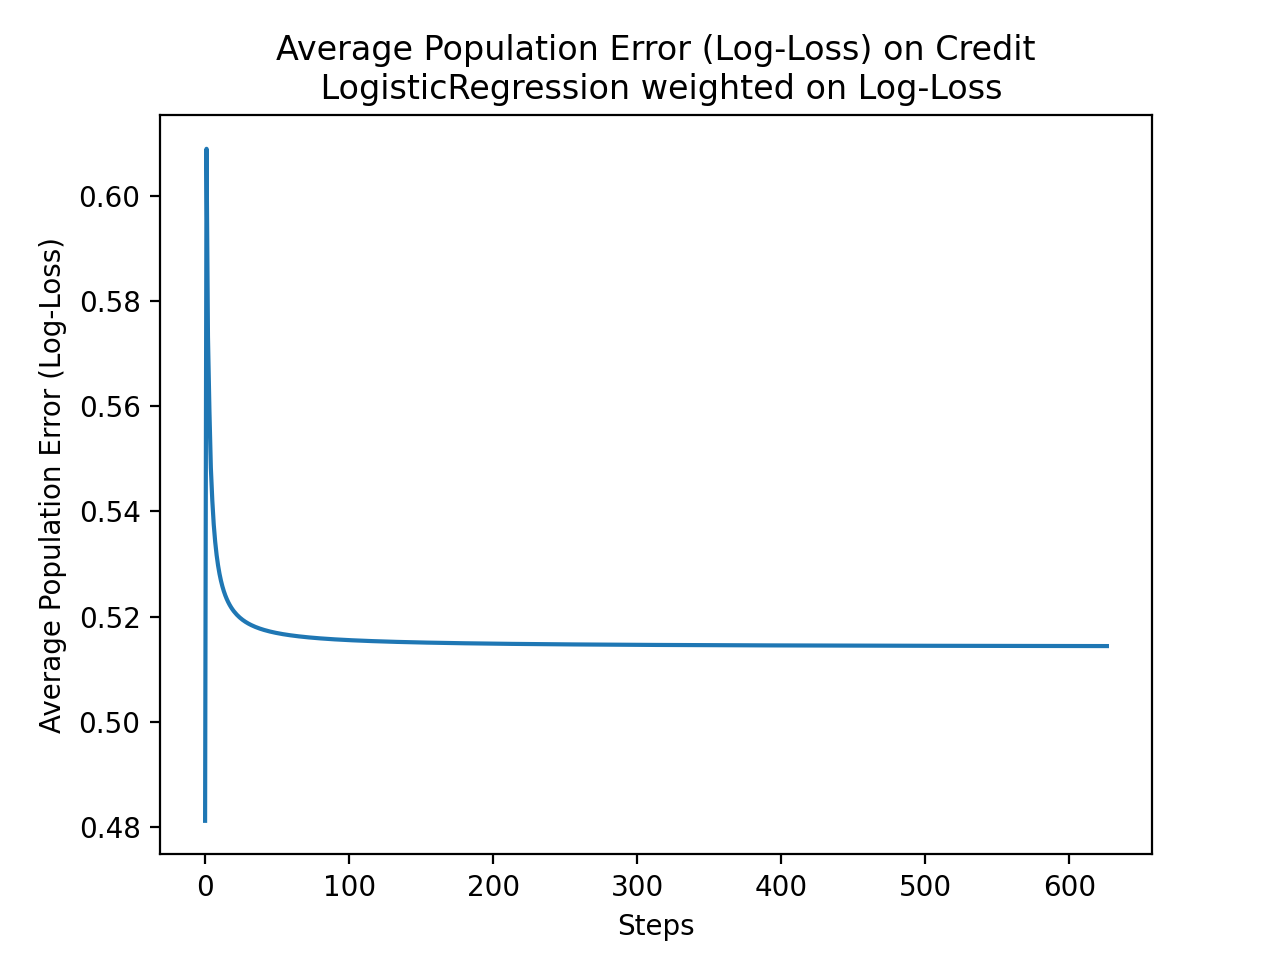 Average Population Error (Log-Loss) on Credit
LogisticRegression weighted on Log-Loss
Average Population Error (Log-Loss)
0.60
0.58
0.56
0.54
0.52
0.50
0.48
0 100 200 300 400 500 600
Steps